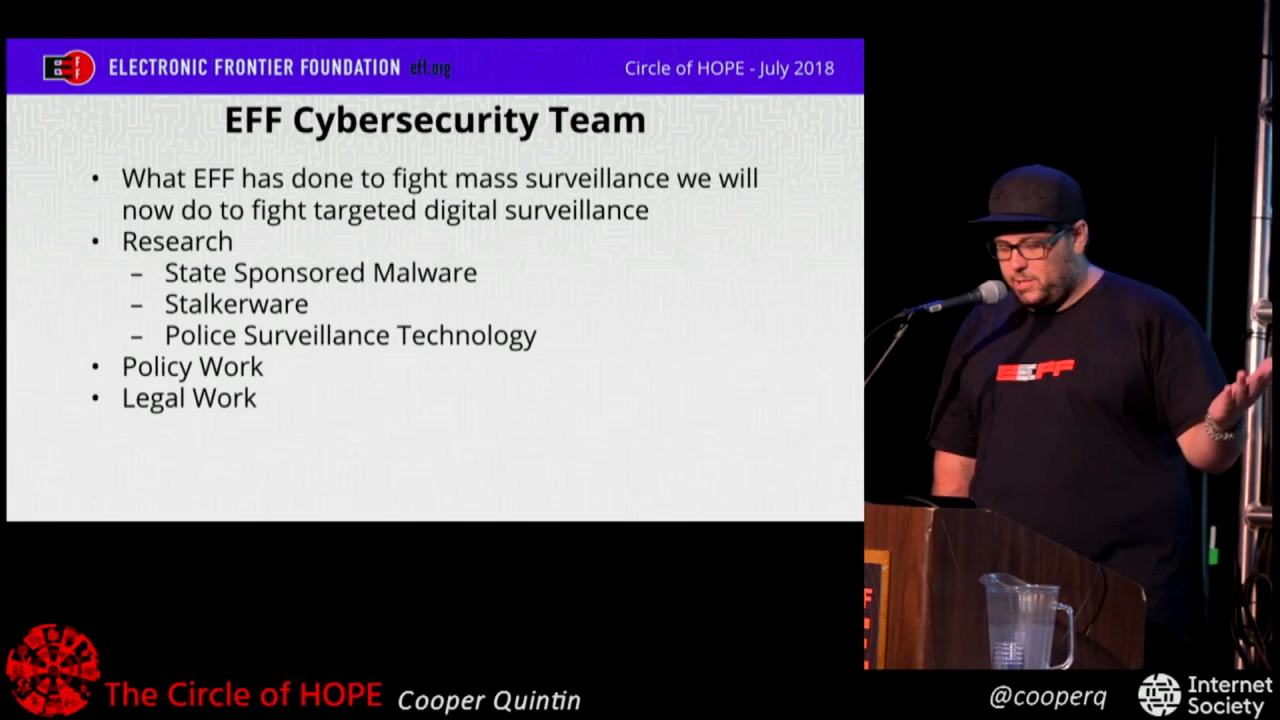 ELECTRONIC FRONTIER FOUNDATION eff.org
Circle of HOPE - July 2018
EFF Cybersecurity Team
• What EFF has done to fight mass surveillance we will
now do to fight targeted digital surveillance
• Research
– State Sponsored Malware
– Stalkerware
– Police Surveillance Technology
• Policy Work
• Legal Work
EFF
The Circle of HOPE
Cooper Quintin
@cooperq
Internet
Society